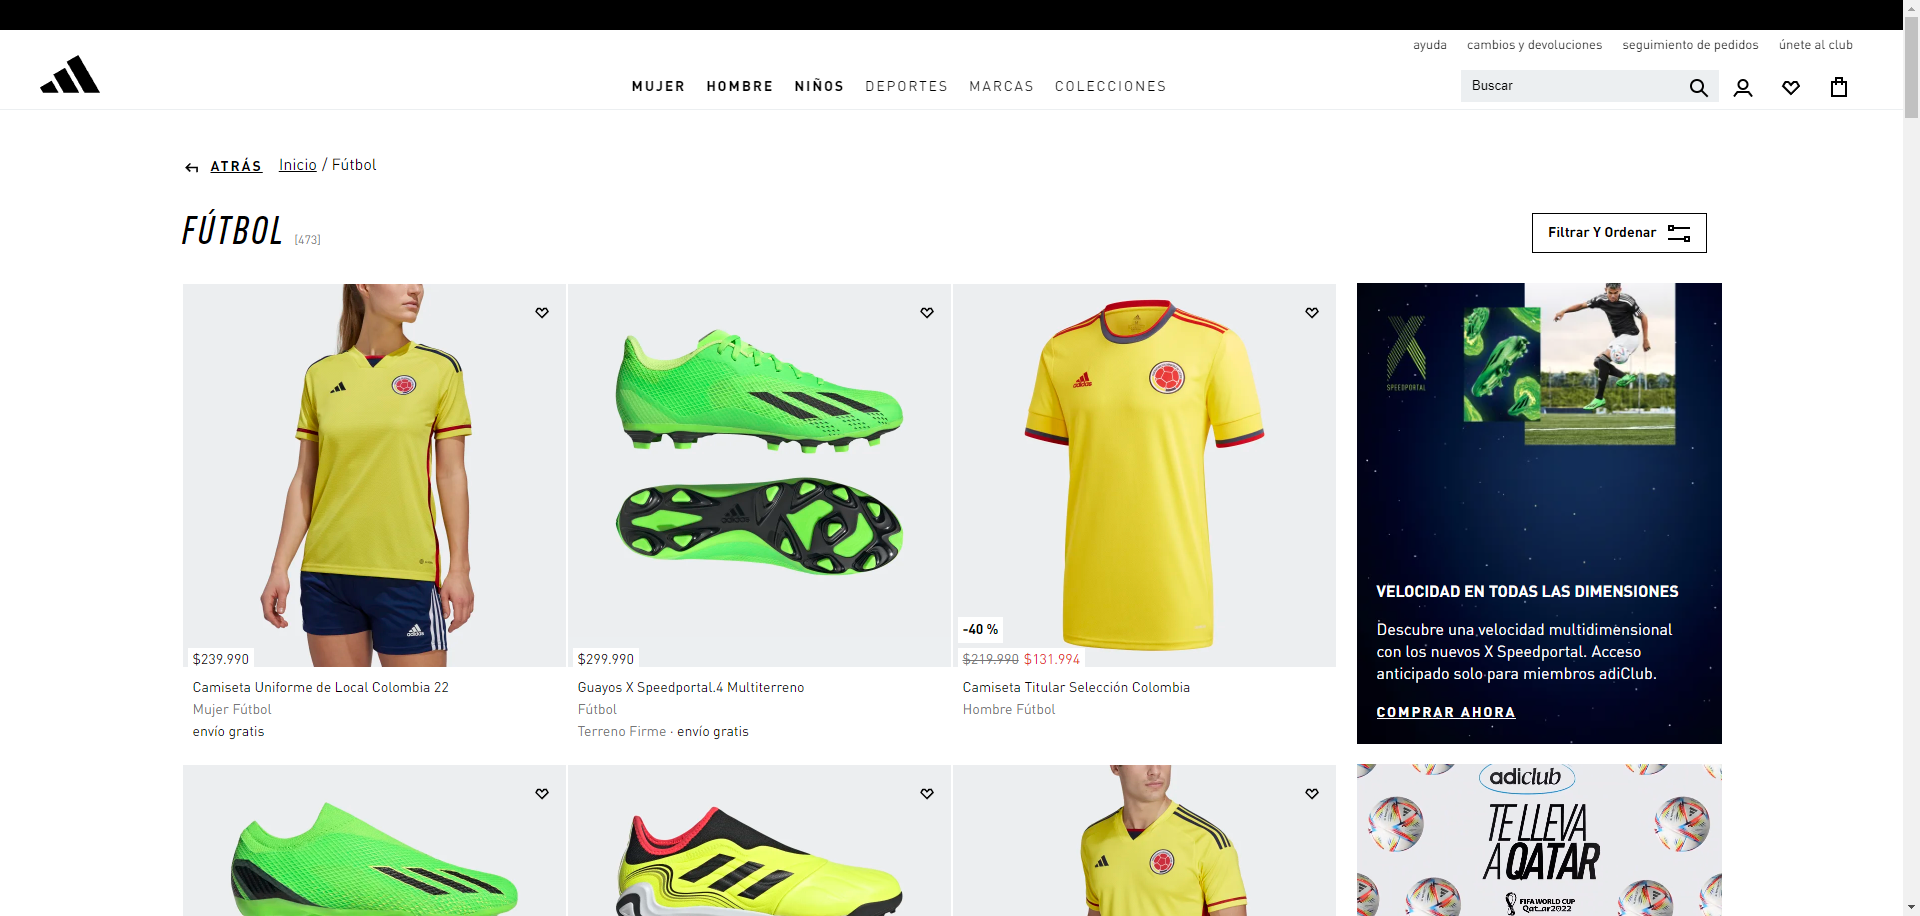 ayuda cambios y devoluciones seguimiento de pedidos únete al club
MUJER HOMBRE NIÑOS DEPORTES MARCAS COLECCIONES
Buscar
ATRÁS Inicio / Fútbol
FÚTBOL [473]
Filtrar Y Ordenar
$239.990
Camiseta Uniforme de Local Colombia 22
Mujer Fútbol
envío gratis
$299.990
Guayos X Speedportal.4 Multiterreno
Fútbol
Terreno Firme · envío gratis
adidas
-40 %
$219.990 $131.994
Camiseta Titular Selección Colombia
Hombre Fútbol
X
SPEEDPORTAL
VELOCIDAD EN TODAS LAS DIMENSIONES
Descubre una velocidad multidimensional
con los nuevos X Speedportal. Acceso
anticipado solo para miembros adiClub.
COMPRAR AHORA
adiclub
TE LLEVA
A QATAR
FIFA WORLD CUP
Qatar2022